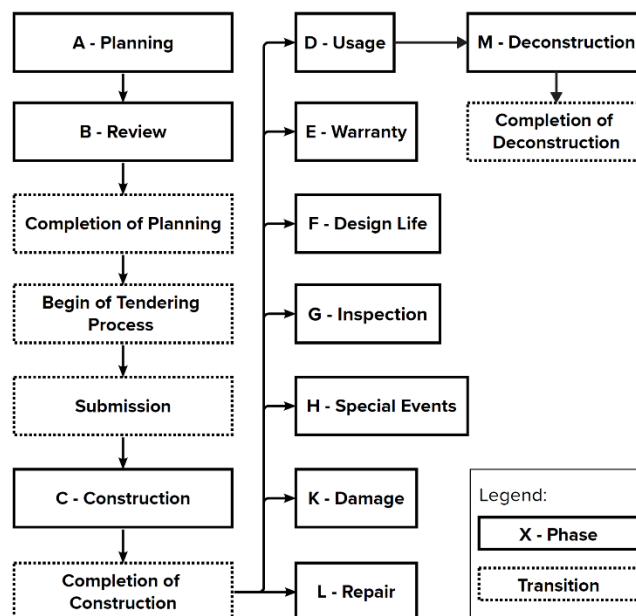 A - Planning
B - Review
Completion of Planning
Begin of Tendering
Process
Submission
C - Construction
Completion of
Construction
D - Usage
E - Warranty
F - Design Life
G - Inspection
H - Special Events
K - Damage
L - Repair
M - Deconstruction
Completion of
Deconstruction
Legend:
X - Phase
Transition